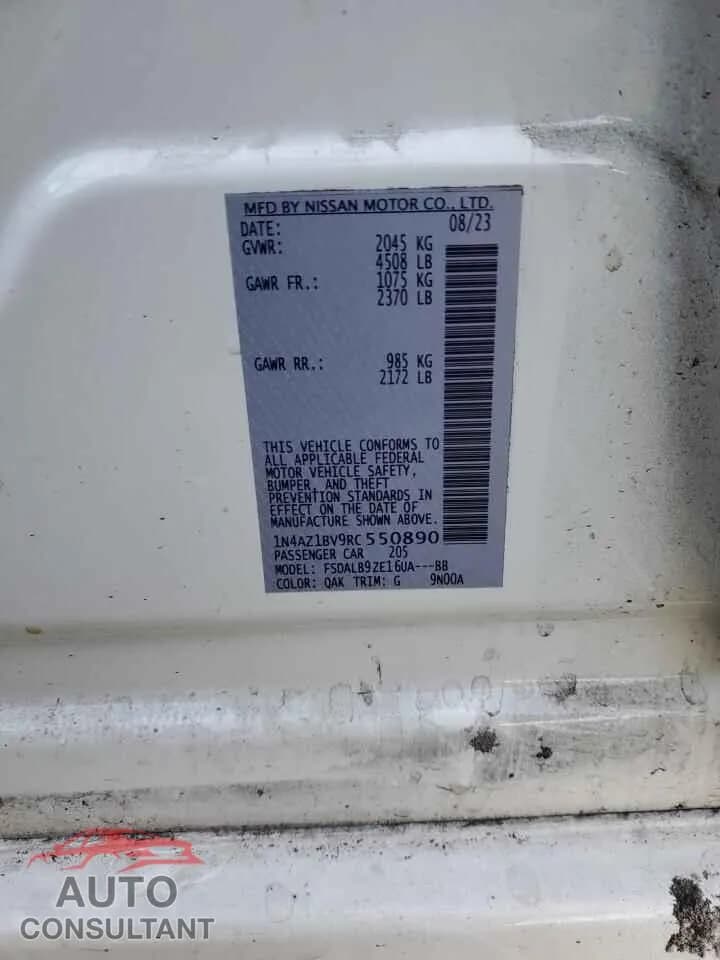 MFD BY NISSAN MOTOR CO., LTD.
DATE: 08/23
GVWR: 2045 KG
4508 LB
GAWR FR.: 1075 KG
2370 LB
GAWR RR.: 985 KG
2172 LB
THIS VEHICLE CONFORMS TO
ALL APPLICABLE FEDERAL
MOTOR VEHICLE SAFETY,
BUMPER, AND THEFT
PREVENTION STANDARDS IN
EFFECT ON THE DATE OF
MANUFACTURE SHOWN ABOVE.
1N4AZ1BV9RC550890
PASSENGER CAR 205
MODEL: FSDALB9ZE16UA---BB
COLOR: QAK TRIM: G 9N00A
AUTO
CONSULTANT